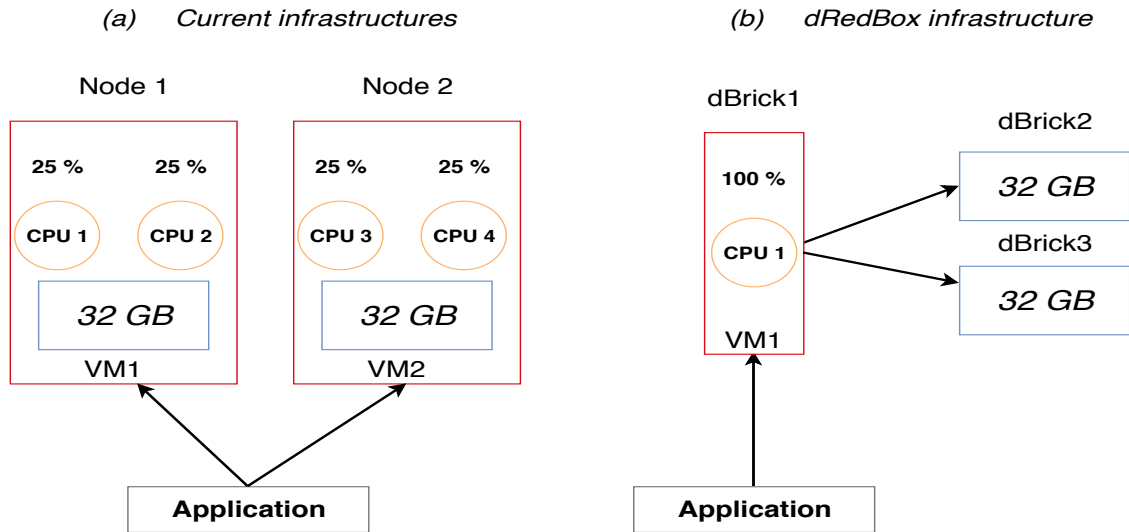 (a) Current infrastructures
Node 1
Node 2
25 %
25 %
25 %
25 %
CPU 1
CPU 2
CPU 3
CPU 4
32 GB
32 GB
VM1
VM2
Application
(b) dRedBox infrastructure
dBrick1
100 %
CPU 1
VM1
dBrick2
32 GB
dBrick3
32 GB
Application